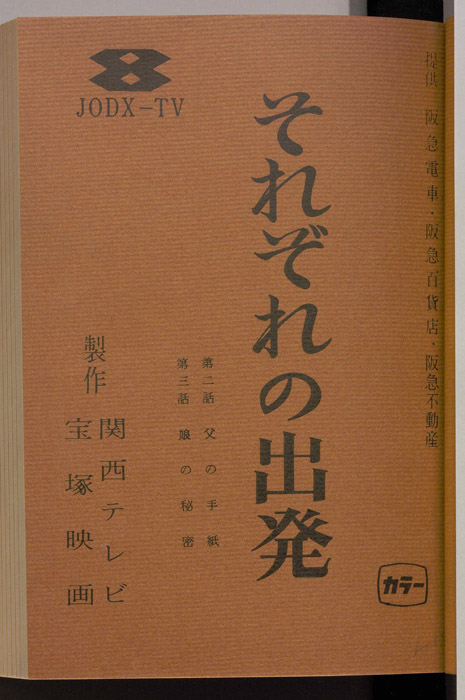 提供 阪急電車・阪急百貨店・阪急不動産
カラー
それぞれの出発
第二話 父の手紙
第三話 娘の秘密
JODX-TV
8
製作
関西テレビ
宝塚映画